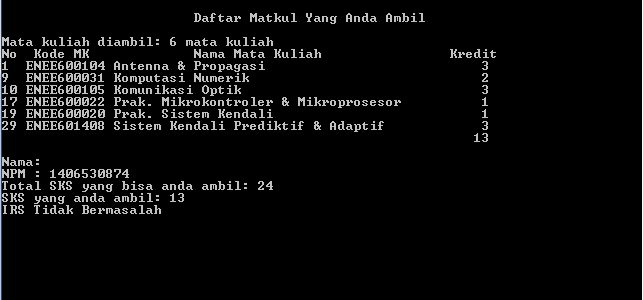 Daftar Matkul Yang Anda Ambil
Mata kuliah diambil: 6 mata kuliah
No Kode MK Nama Mata Kuliah Kredit
1 ENEE600104 Antenna & Propagasi 3
9 ENEE600031 Komputasi Numerik 2
10 ENEE600105 Komunikasi Optik 3
17 ENEE600022 Prak. Mikrokontroler & Mikroprosesor 1
19 ENEE600020 Prak. Sistem Kendali 1
29 ENEE601408 Sistem Kendali Prediktif & Adaptif 3
13
Nama:
NPM : 1406530874
Total SKS yang bisa anda ambil: 24
SKS yang anda ambil: 13
IRS Tidak Bermasalah